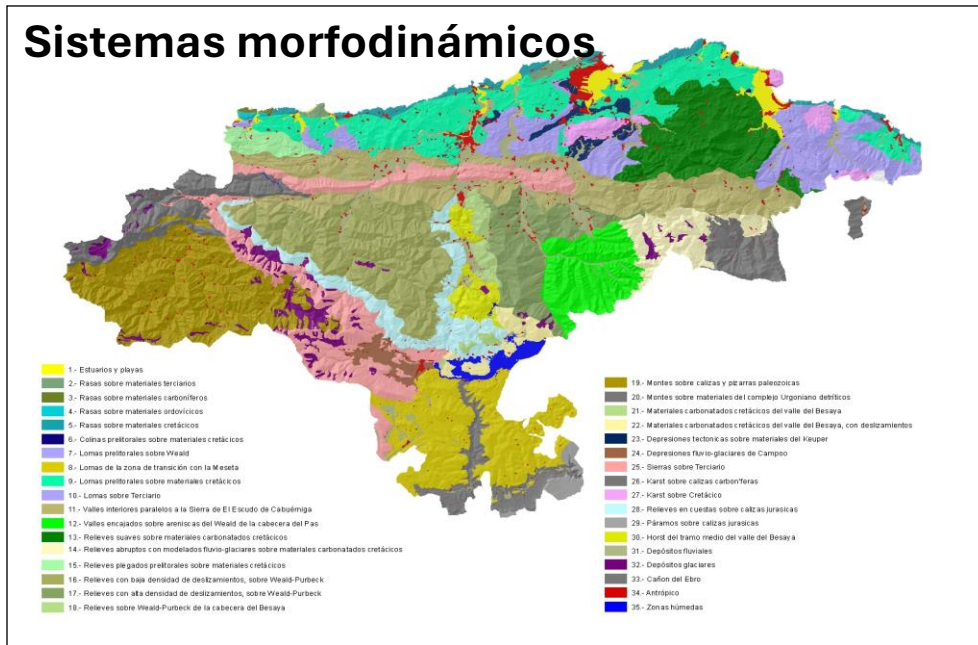 Sistemas morfodinámicos
1.- Estuarios y playas
2.- Rasas sobre materiales terciarios
3.- Rasas sobre materiales carboníferos
4.- Rasas sobre materiales ordovícicos
5.- Rasas sobre materiales cretácicos
6.- Colinas prelitorales sobre materiales cretácicos
7.- Lomas prelitorales sobre Weald
8.- Lomas de la zona de transición con la Meseta
9.- Lomas prelitorales sobre materiales cretácicos
10.- Lomas sobre Terciario
11.- Valles interiores paralelos a la Sierra de El Escudo de Cabuérniga
12.- Valles encajados sobre areniscas del Weald de la cabecera del Pas
13.- Relieves suaves sobre materiales carbonatados cretácicos
14.- Relieves abruptos con modelados fluvio-glaciares sobre materiales carbonatados cretácicos
15.- Relieves plegados prelitorales sobre materiales cretácicos
16.- Relieves con baja densidad de deslizamientos, sobre Weald-Purbeck
17.- Relieves con alta densidad de deslizamientos, sobre Weald-Purbeck
18.- Relieves sobre Weald-Purbeck de la cabecera del Besaya
19.- Montes sobre calizas y pizarras paleozoicas
20.- Montes sobre materiales del complejo Urgoniano detríticos
21.- Materiales carbonatados cretácicos del valle del Besaya
22.- Materiales carbonatados cretácicos del valle del Besaya, con deslizamientos
23.- Depresiones tectonicas sobre materiales del Keuper
24.- Depresiones fluvio-glaciares de Campoo
25.- Sierras sobre Terciario
26.- Karst sobre calizas carboníferas
27.- Karst sobre Cretácico
28.- Relieves en cuestas sobre calizas jurasicas
29.- Páramos sobre calizas jurasicas
30.- Horst del tramo medio del valle del Besaya
31.- Depósitos fluviales
32.- Depósitos glaciares
33.- Cañon del Ebro
34.- Antrópico
35.- Zonas húmedas